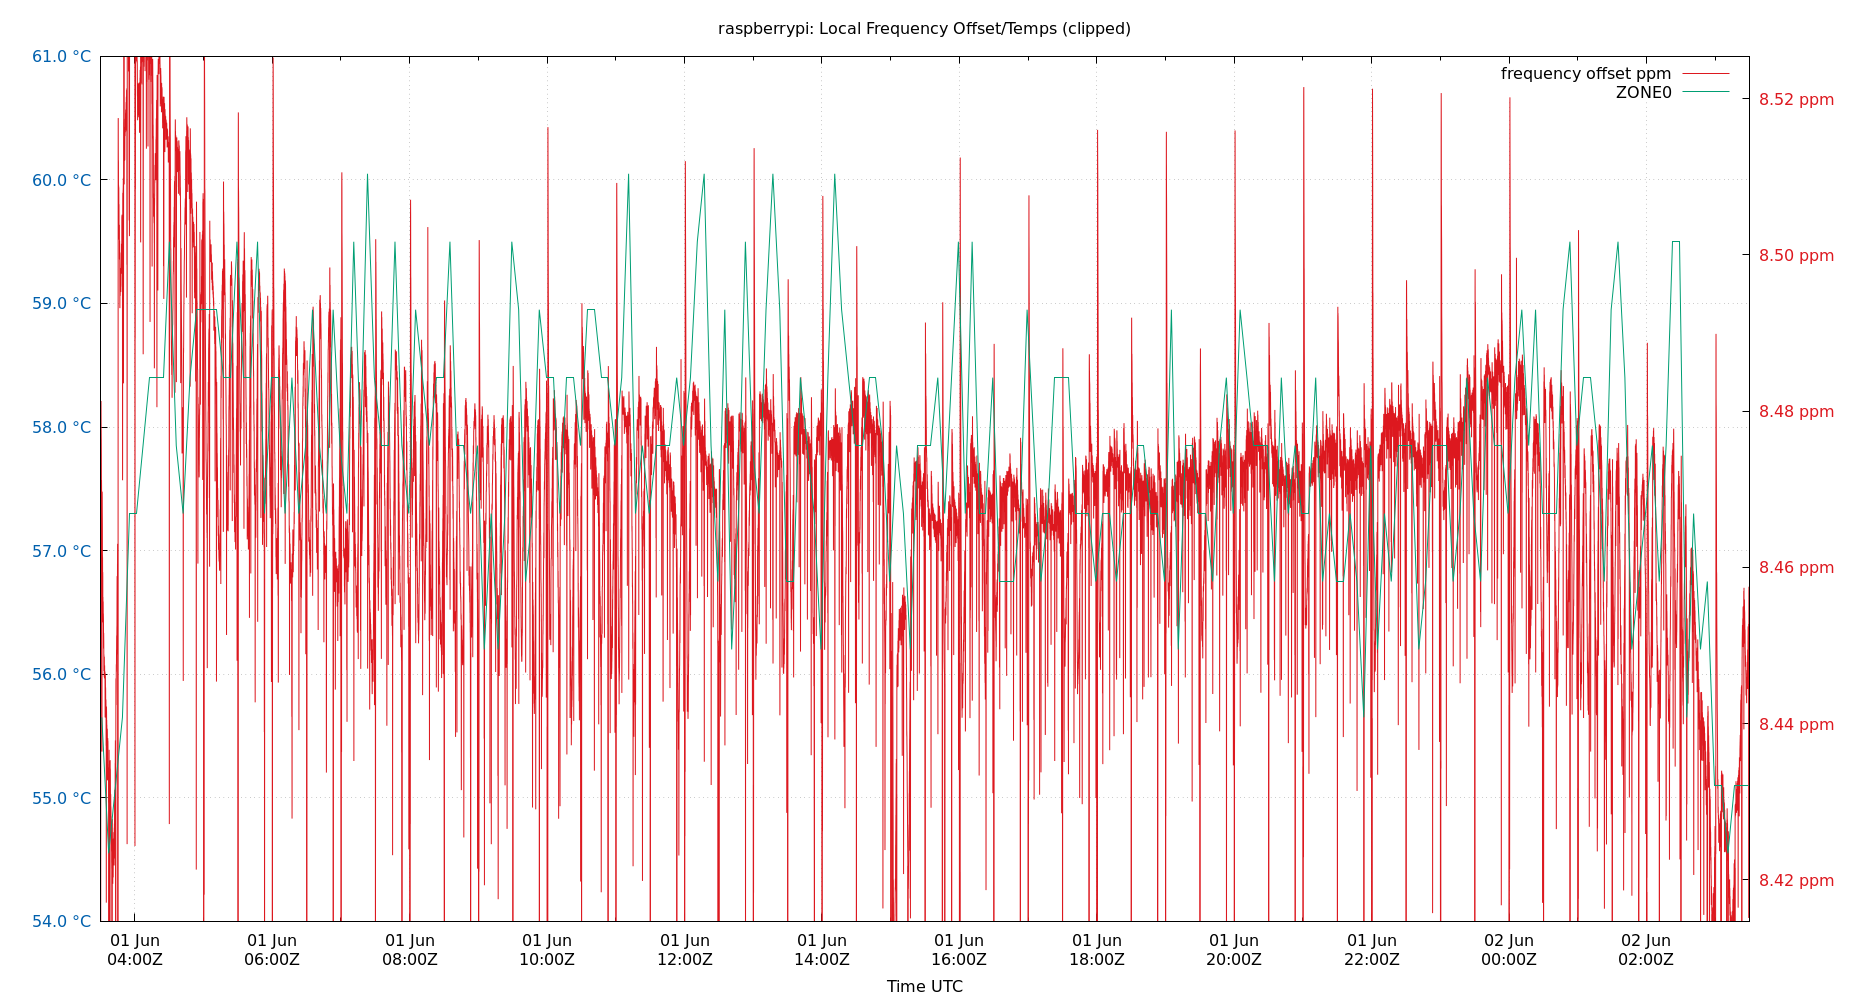 raspberrypi: Local Frequency Offset/Temps (clipped)
frequency offset ppm
ZONE0
61.0 °C
60.0 °C
59.0 °C
58.0 °C
57.0 °C
56.0 °C
55.0 °C
54.0 °C
8.52 ppm
8.50 ppm
8.48 ppm
8.46 ppm
8.44 ppm
8.42 ppm
01 Jun
04:00Z
01 Jun
06:00Z
01 Jun
08:00Z
01 Jun
10:00Z
01 Jun
12:00Z
01 Jun
14:00Z
01 Jun
16:00Z
01 Jun
18:00Z
01 Jun
20:00Z
01 Jun
22:00Z
02 Jun
00:00Z
02 Jun
02:00Z
Time UTC